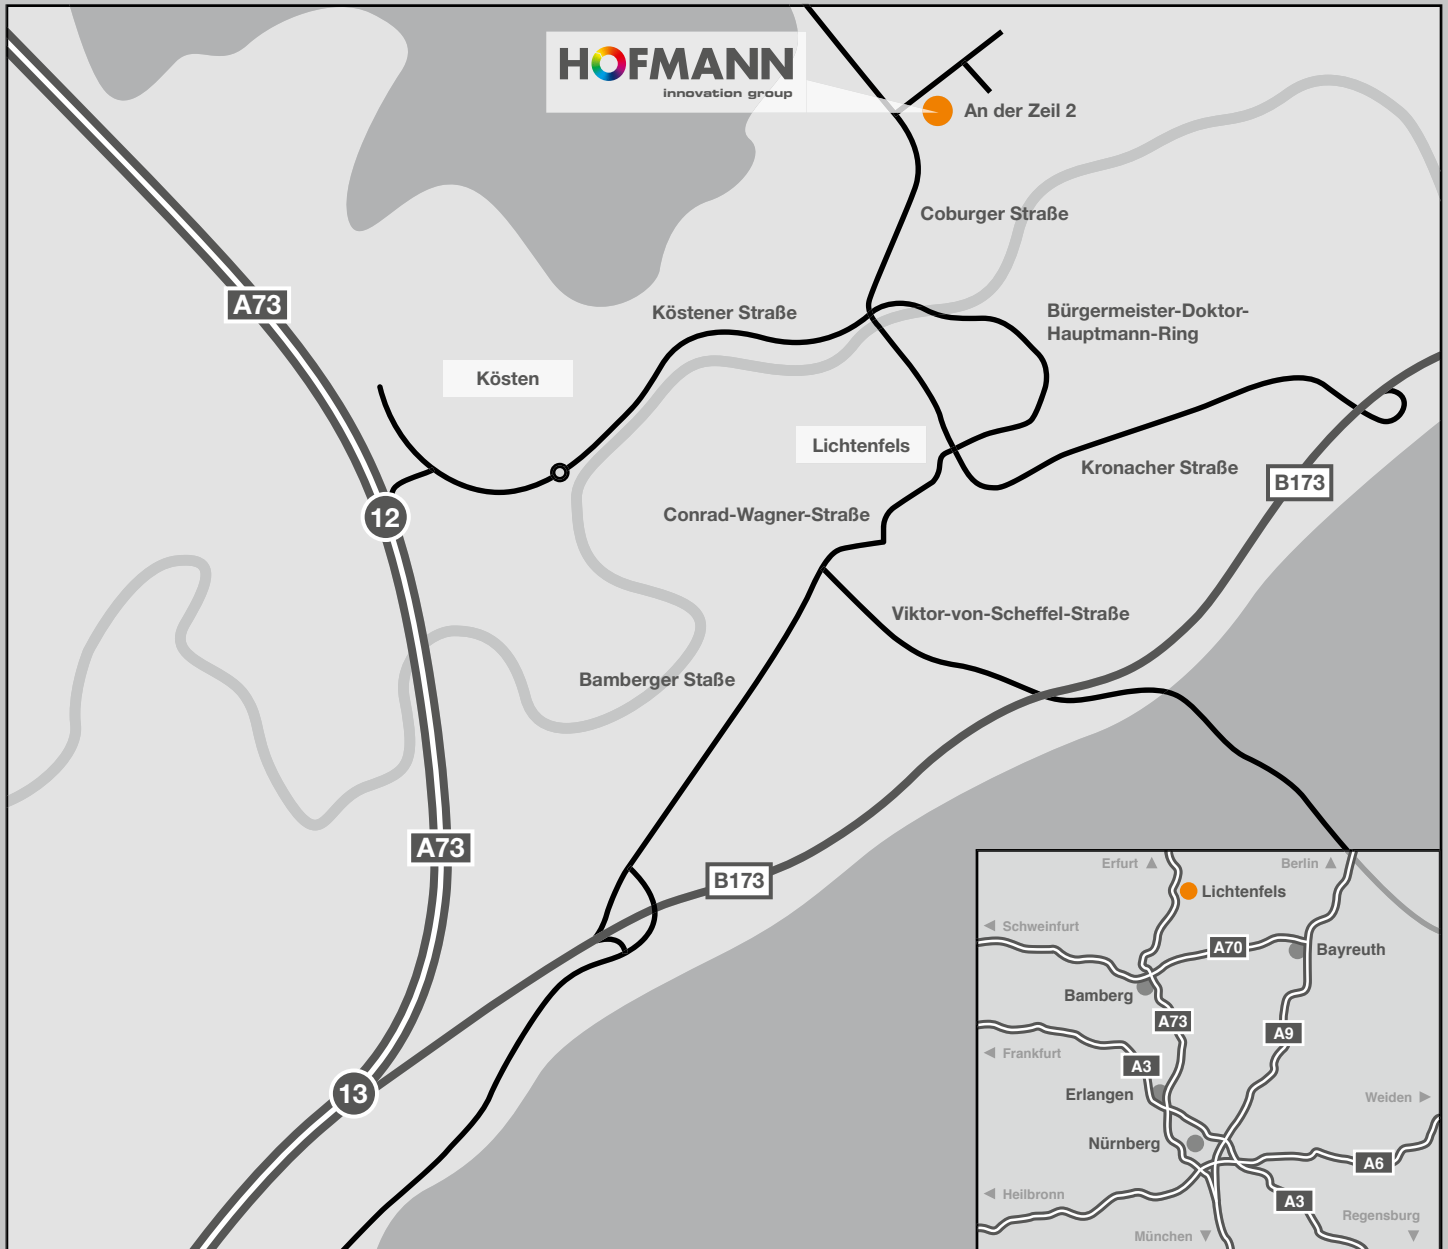 HOFMANN
innovation group
An der Zeil 2
Coburger Straße
A73
Köstener Straße
Bürgermeister-Doktor-
Hauptmann-Ring
Kösten
Lichtenfels
Kronacher Straße
B173
12
Conrad-Wagner-Straße
Viktor-von-Scheffel-Straße
Bamberger Staße
A73
B173
13
Erfurt
Berlin
Lichtenfels
Schweinfurt
A70
Bayreuth
Bamberg
A73
A9
Frankfurt
A3
Erlangen
Weiden
Nürnberg
A6
Heilbronn
A3
Regensburg
München